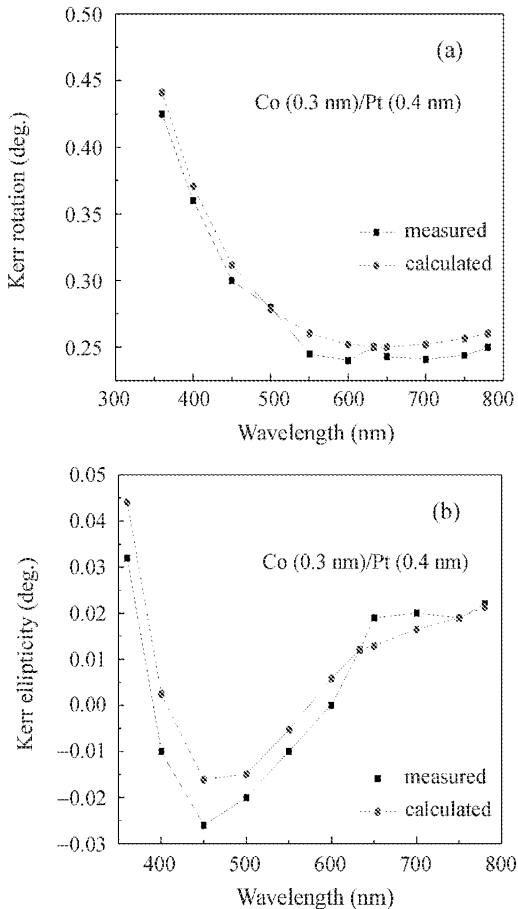 0.50
(a)
0.45
Co (0.3 nm)/Pt (0.4 nm)
0.40
Kerr rotation (deg.)
0.35
measured
calculated
0.30
0.25
300 400 500 600 700 800
Wavelength (nm)
0.05
(b)
0.04
Co (0.3 nm)/Pt (0.4 nm)
0.03
0.02
Kerr ellipticity (deg.)
0.01
0.00
−0.01
measured
−0.02
calculated
−0.03
400 500 600 700 800
Wavelength (nm)